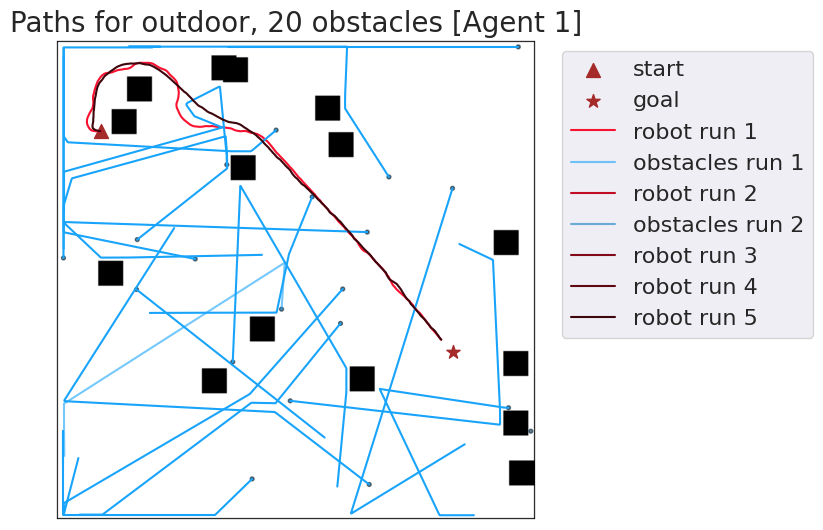 Paths for outdoor, 20 obstacles [Agent 1]
start
goal
robot run 1
obstacles run 1
robot run 2
obstacles run 2
robot run 3
robot run 4
robot run 5